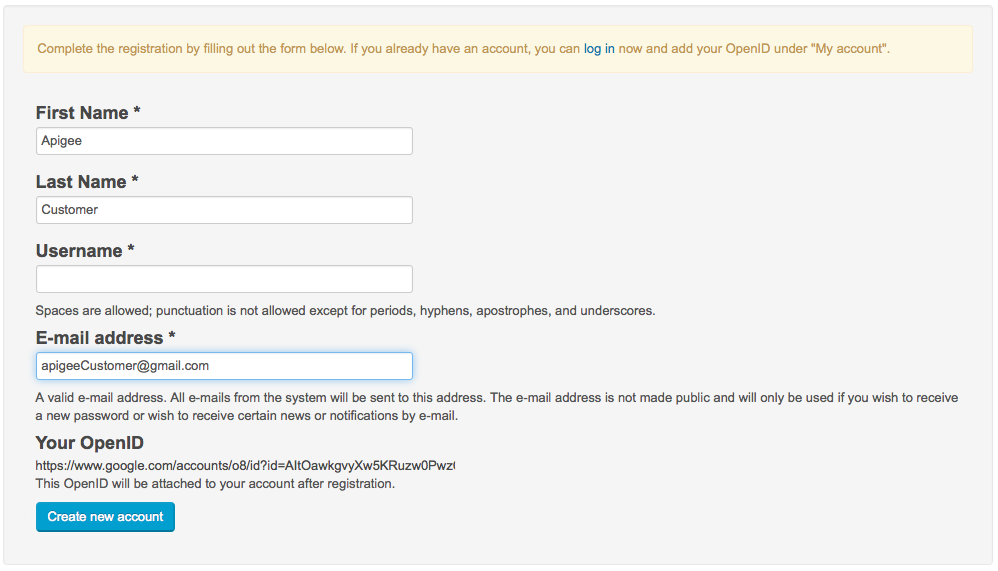 Complete the registration by filling out the form below. If you already have an account, you can log in now and add your OpenID under "My account".
First Name *
Apigee
Last Name *
Customer
Username *
Spaces are allowed; punctuation is not allowed except for periods, hyphens, apostrophes, and underscores.
E-mail address *
apigeeCustomer@gmail.com
A valid e-mail address. All e-mails from the system will be sent to this address. The e-mail address is not made public and will only be used if you wish to receive
a new password or wish to receive certain news or notifications by e-mail.
Your OpenID
https://www.google.com/accounts/o8/id?id=AItOawkgvyXw5KRuzw0Pwz
This OpenID will be attached to your account after registration.
Create new account